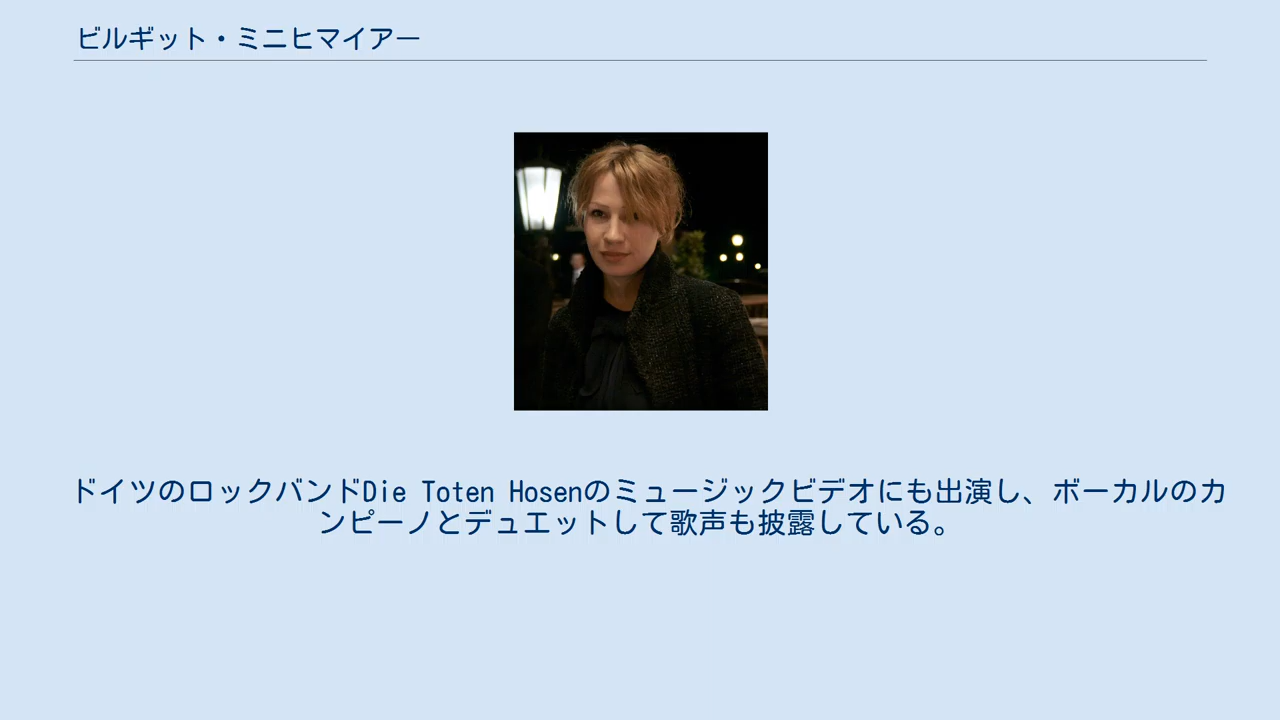 ビルギット・ミニヒマイアー
ドイツのロックバンドDie Toten Hosenのミュージックビデオにも出演し、ボーカルのカ
ンピーノとデュエットして歌声も披露している。